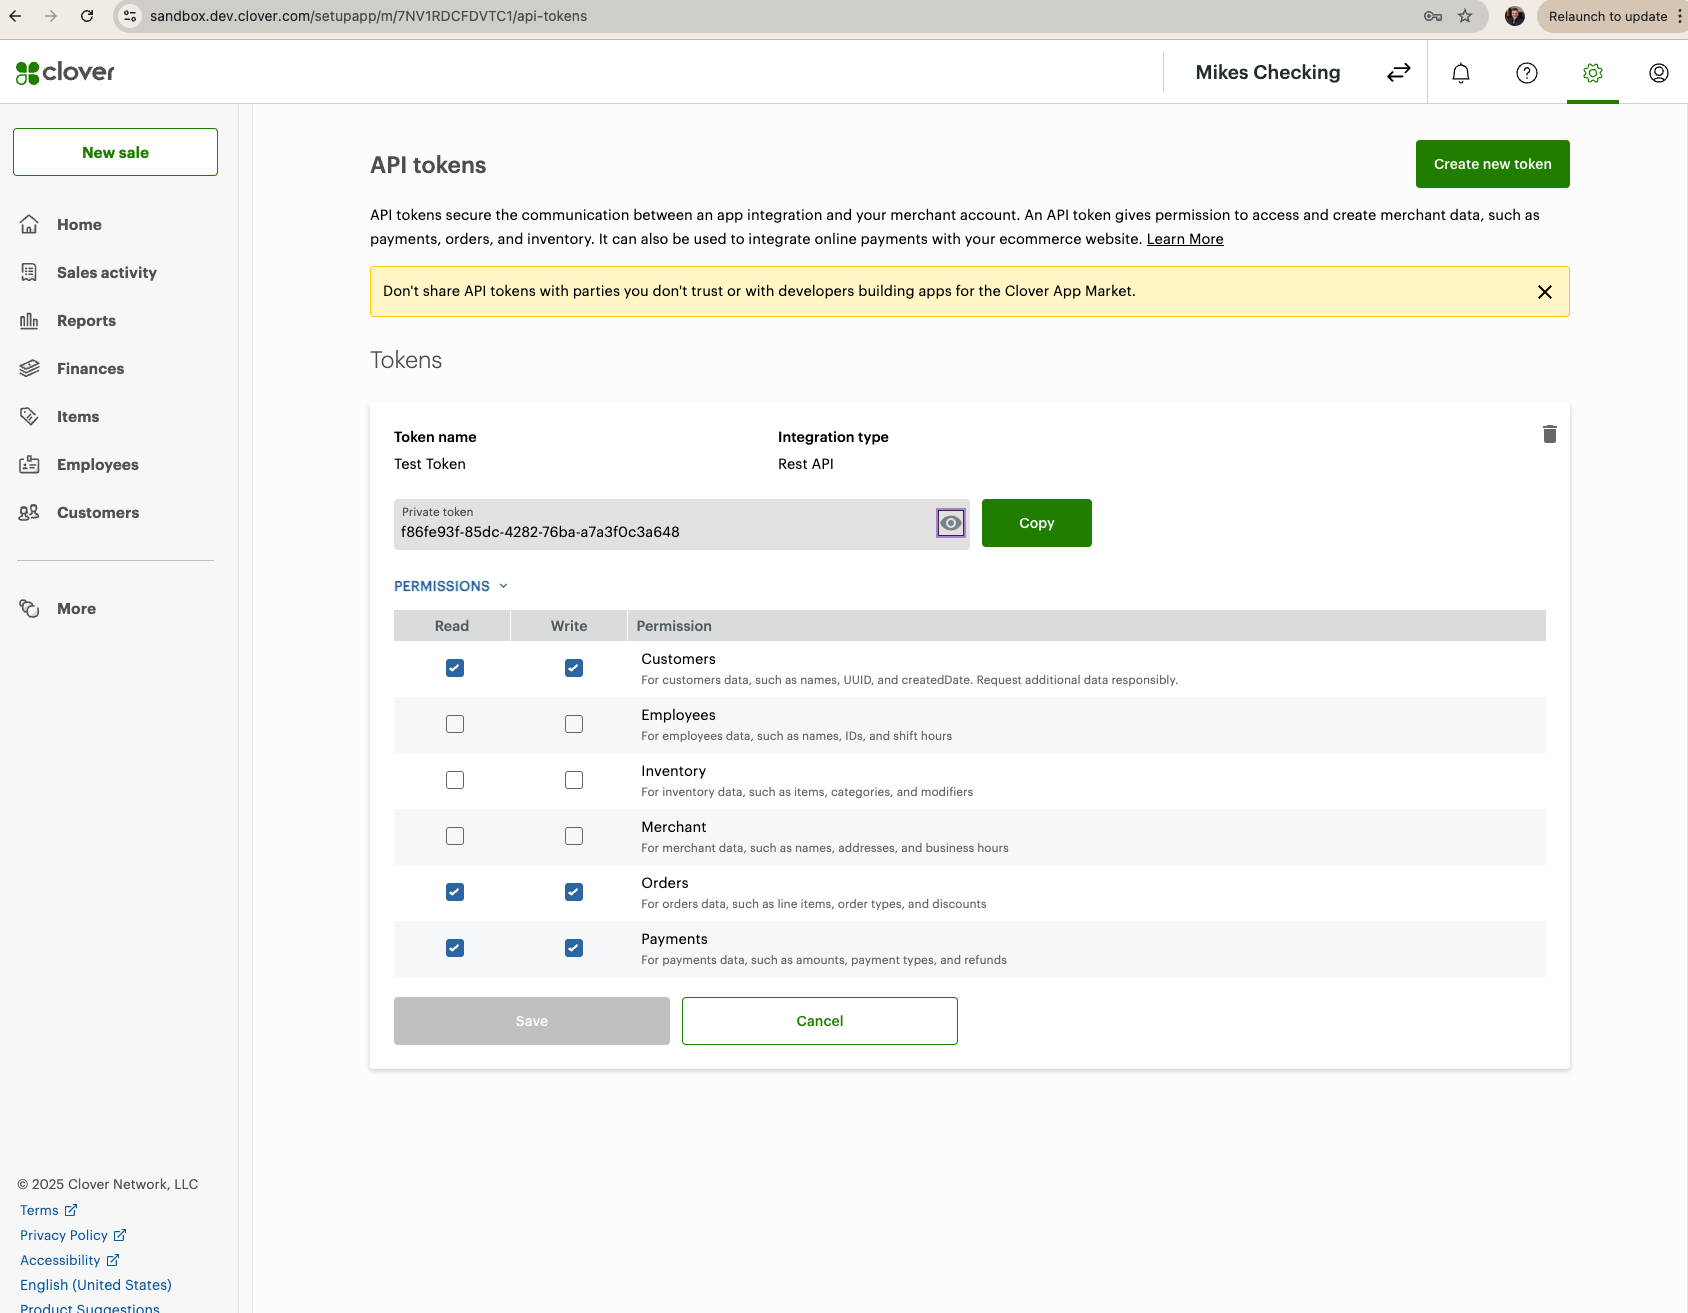 sandbox.dev.clover.com/setupapp/m/7NV1RDCFDVTC1/api-tokens
Relaunch to update
clover
Mikes Checking
New sale
Home
Sales activity
Reports
Finances
Items
Employees
Customers
More
API tokens
Create new token
API tokens secure the communication between an app integration and your merchant account. An API token gives permission to access and create merchant data, such as
payments, orders, and inventory. It can also be used to integrate online payments with your ecommerce website. Learn More
Don't share API tokens with parties you don't trust or with developers building apps for the Clover App Market.
Tokens
Token name
Integration type
Test Token
Rest API
Private token
f86fe93f-85dc-4282-76ba-a7a3f0c3a648
Copy
PERMISSIONS
Read Write Permission
Customers
For customers data, such as names, UUID, and createdDate. Request additional data responsibly.
Employees
For employees data, such as names, IDs, and shift hours
Inventory
For inventory data, such as items, categories, and modifiers
Merchant
For merchant data, such as names, addresses, and business hours
Orders
For orders data, such as line items, order types, and discounts
Payments
For payments data, such as amounts, payment types, and refunds
Save
Cancel
© 2025 Clover Network, LLC
Terms
Privacy Policy
Accessibility
English (United States)
Product Suggestions